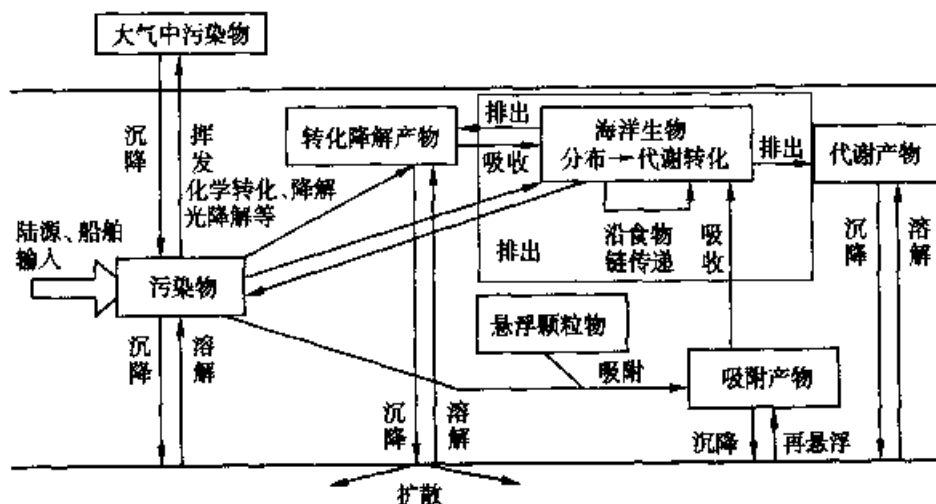 大气中污染物
沉降
挥发
化学转化、降解
光降解等
陆源、船舶
输入
污染物
沉降
溶解
转化降解产物
排出
吸收
海洋生物
分布→代谢转化
排出
代谢产物
沿食物
链传递
吸收
排出
沉降
溶解
悬浮颗粒物
吸附
吸附产物
沉降
溶解
沉降
再悬浮
扩散